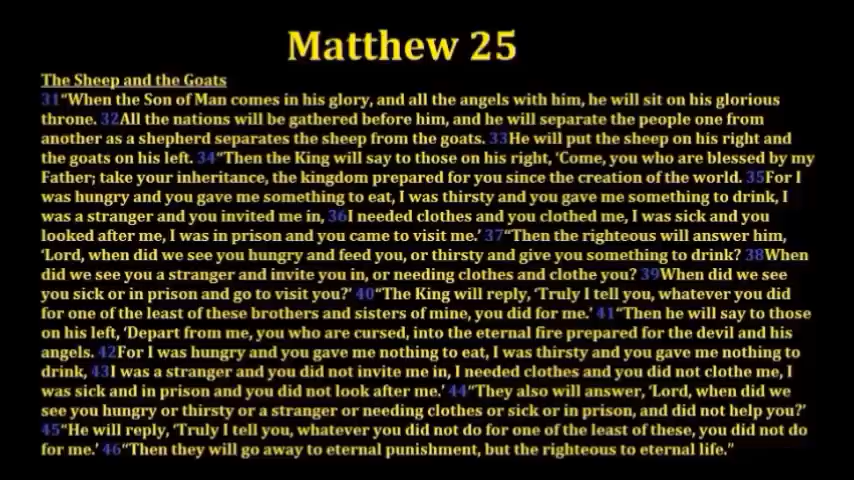 Matthew 25
The Sheep and the Goats
31“When the Son of Man comes in his glory, and all the angels with him, he will sit on his glorious
throne. 32All the nations will be gathered before him, and he will separate the people one from
another as a shepherd separates the sheep from the goats. 33He will put the sheep on his right and
the goats on his left. 34“Then the King will say to those on his right, ‘Come, you who are blessed by my
Father; take your inheritance, the kingdom prepared for you since the creation of the world. 35For I
was hungry and you gave me something to eat, I was thirsty and you gave me something to drink, I
was a stranger and you invited me in, 36I needed clothes and you clothed me, I was sick and you
looked after me, I was in prison and you came to visit me.’ 37“Then the righteous will answer him,
‘Lord, when did we see you hungry and feed you, or thirsty and give you something to drink? 38When
did we see you a stranger and invite you in, or needing clothes and clothe you? 39When did we see
you sick or in prison and go to visit you?’ 40“The King will reply, ‘Truly I tell you, whatever you did
for one of the least of these brothers and sisters of mine, you did for me.’ 41“Then he will say to those
on his left, ‘Depart from me, you who are cursed, into the eternal fire prepared for the devil and his
angels. 42For I was hungry and you gave me nothing to eat, I was thirsty and you gave me nothing to
drink, 43I was a stranger and you did not invite me in, I needed clothes and you did not clothe me, I
was sick and in prison and you did not look after me.’ 44“They also will answer, ‘Lord, when did we
see you hungry or thirsty or a stranger or needing clothes or sick or in prison, and did not help you?’
45“He will reply, ‘Truly I tell you, whatever you did not do for one of the least of these, you did not do
for me.’ 46“Then they will go away to eternal punishment, but the righteous to eternal life.”